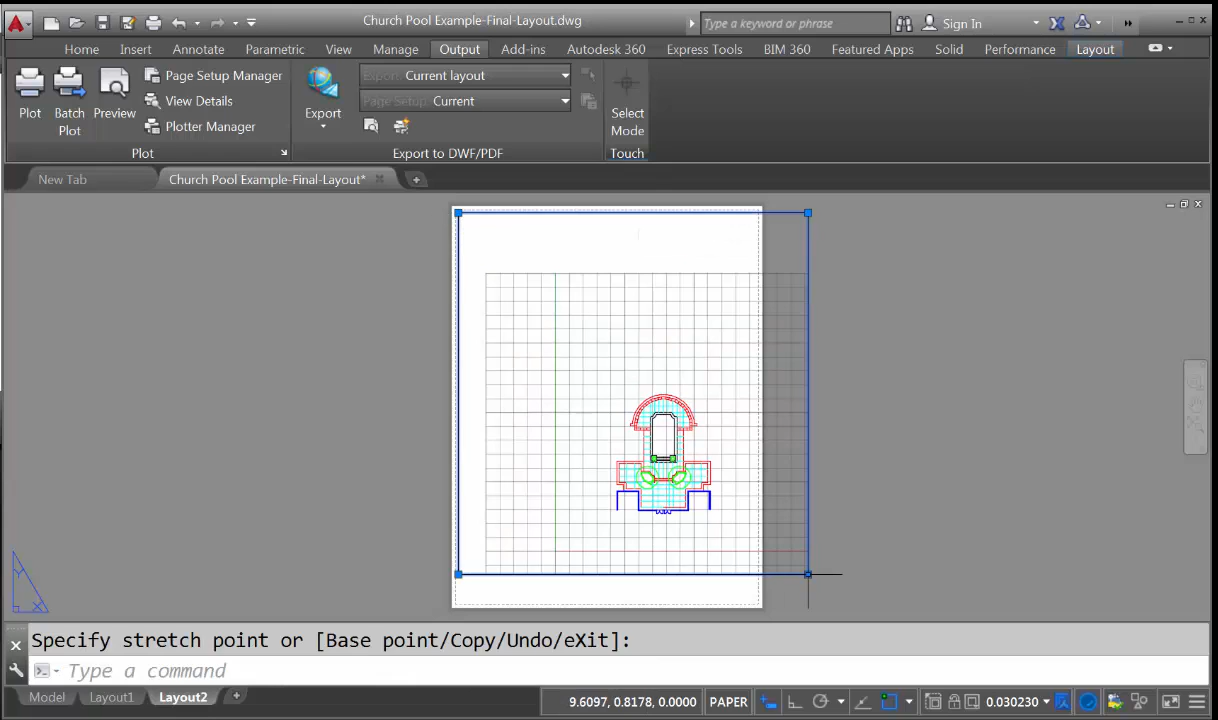 Church Pool Example-Final-Layout.dwg
Type a keyword or phrase
Sign In
Home Insert Annotate Parametric View Manage Output Add-ins Autodesk 360 Express Tools BIM 360 Featured Apps Solid Performance Layout
Plot
Batch Plot
Preview
Page Setup Manager
View Details
Plotter Manager
Plot
Export
Export: Current layout
Page Setup: Current
Export to DWF/PDF
Select Mode
Touch
New Tab
Church Pool Example-Final-Layout*
Y
X
Specify stretch point or [Base point/Copy/Undo/eXit]:
Type a command
Model Layout1 Layout2
9.6097, 0.8178, 0.0000 PAPER 0.030230